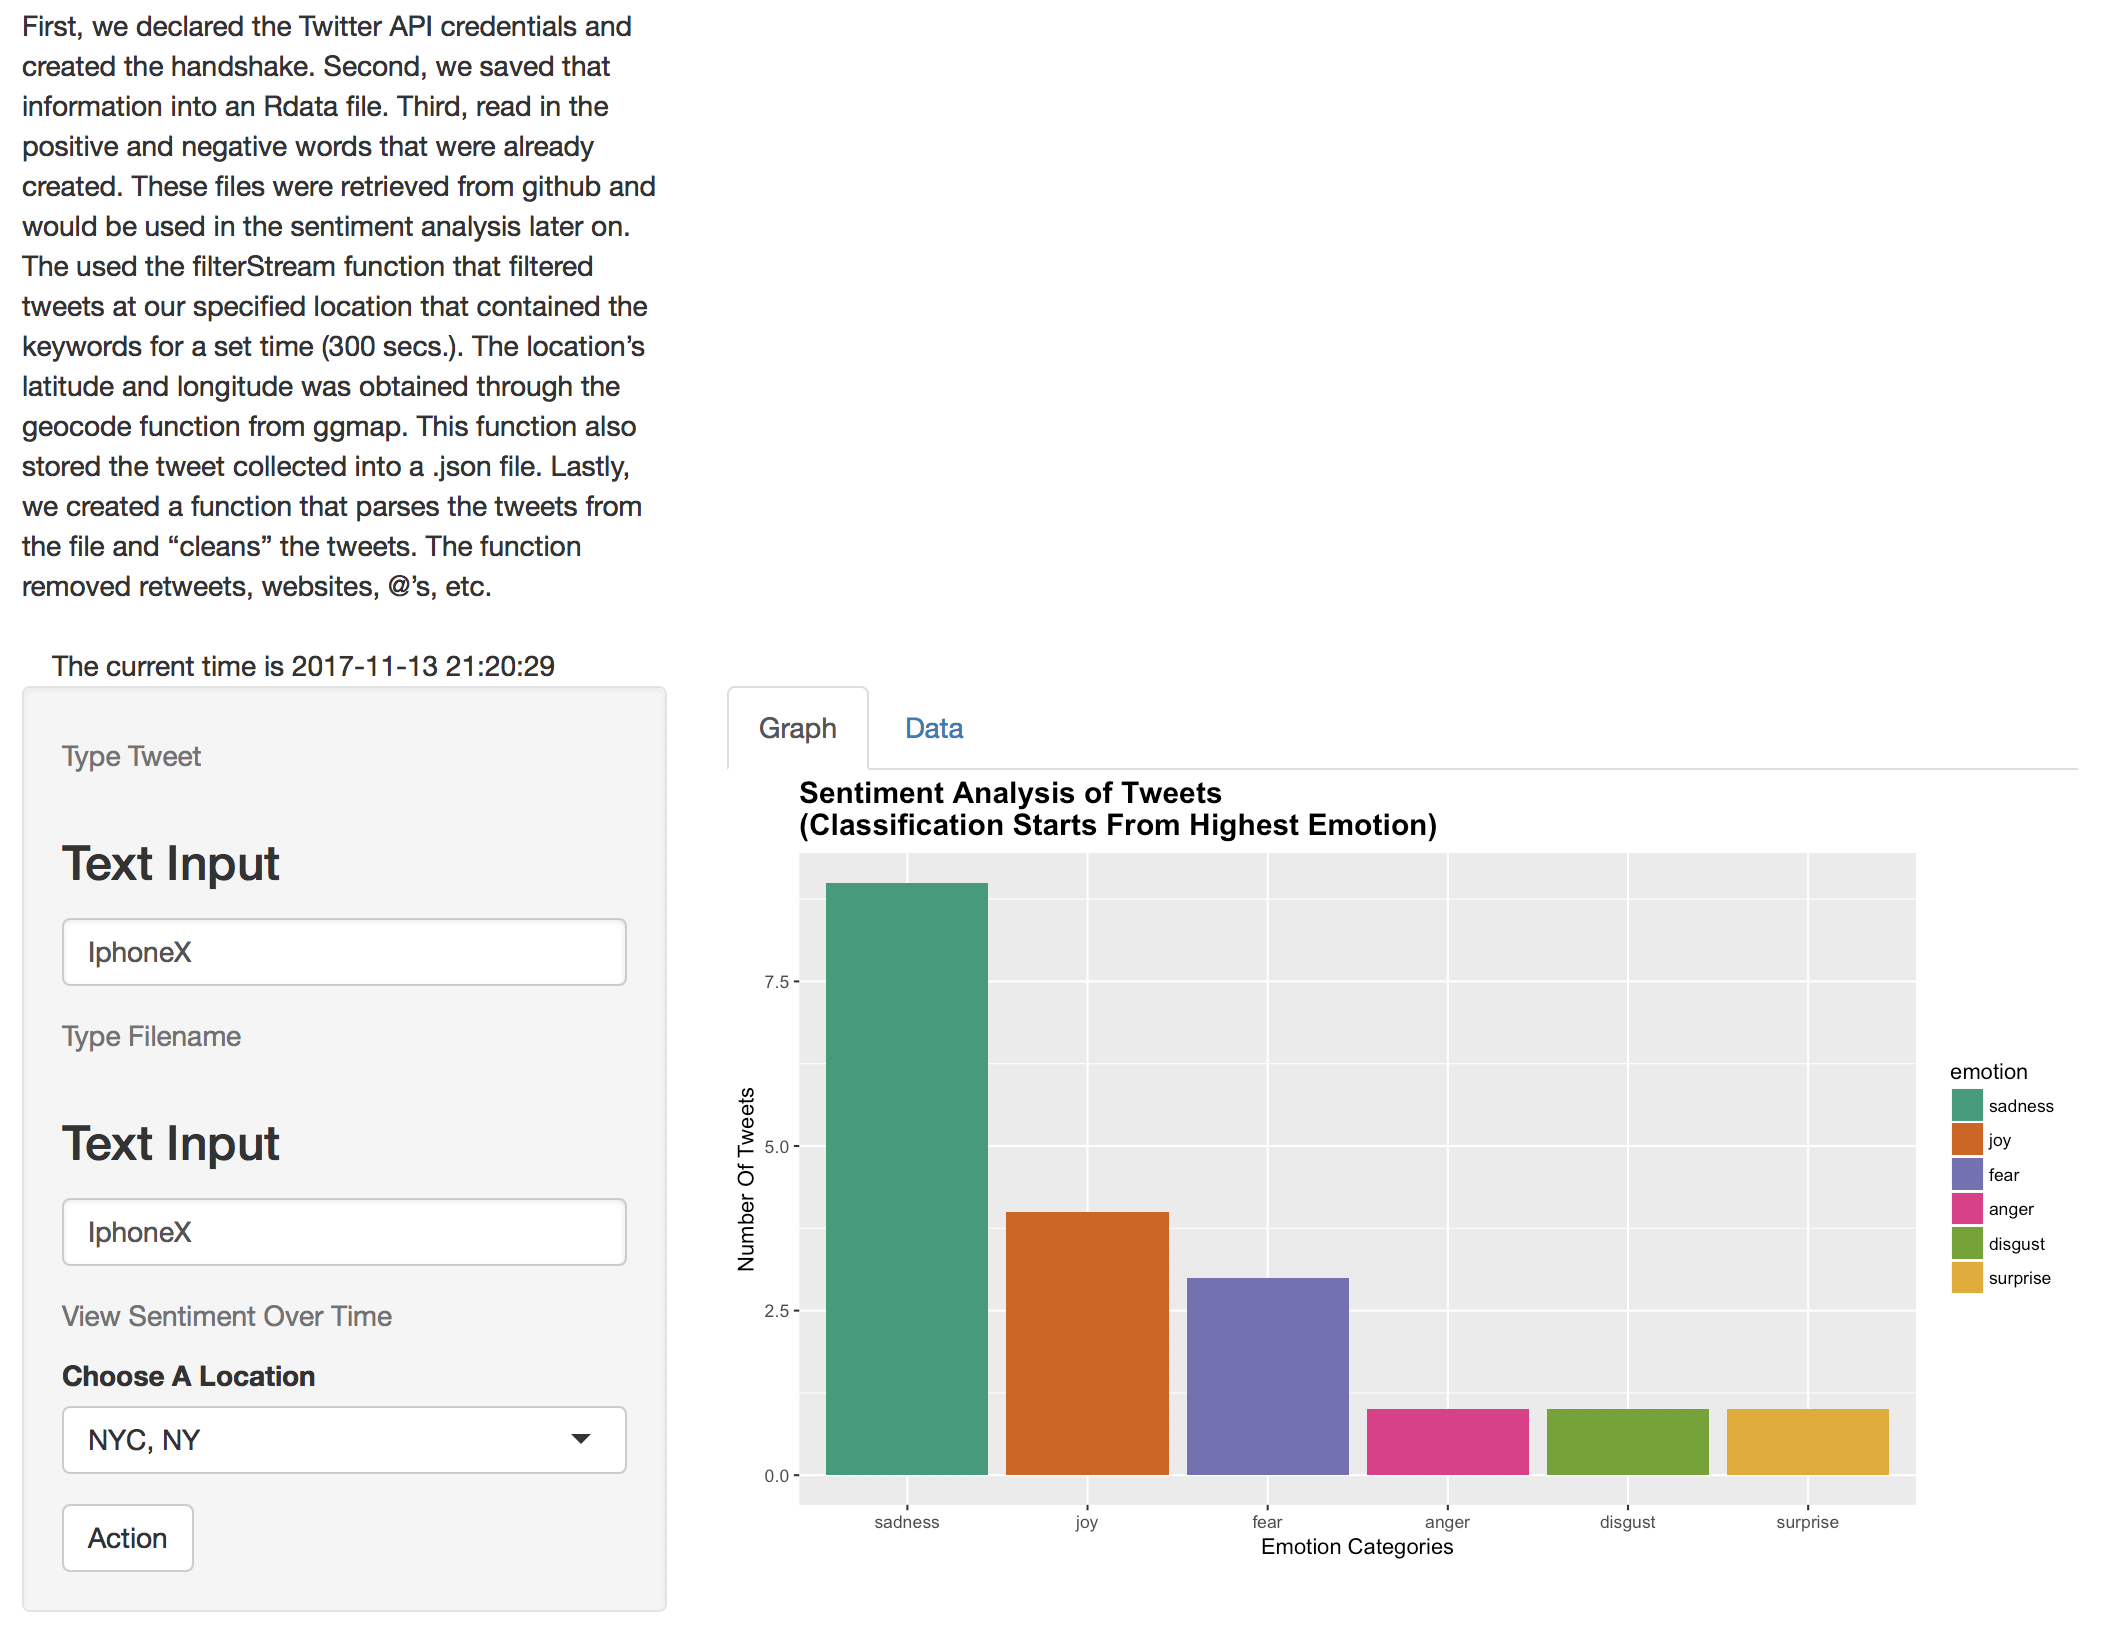 First, we declared the Twitter API credentials and
created the handshake. Second, we saved that
information into an Rdata file. Third, read in the
positive and negative words that were already
created. These files were retrieved from github and
would be used in the sentiment analysis later on.
The used the filterStream function that filtered
tweets at our specified location that contained the
keywords for a set time (300 secs.). The location’s
latitude and longitude was obtained through the
geocode function from ggmap. This function also
stored the tweet collected into a .json file. Lastly,
we created a function that parses the tweets from
the file and “cleans” the tweets. The function
removed retweets, websites, @’s, etc.
The current time is 2017-11-13 21:20:29
Type Tweet
Text Input
IphoneX
Type Filename
Text Input
IphoneX
View Sentiment Over Time
Choose A Location
NYC, NY
Action
Graph Data
Sentiment Analysis of Tweets
(Classification Starts From Highest Emotion)
Number Of Tweets
7.5
5.0
2.5
0.0
sadness joy fear anger disgust surprise
Emotion Categories
emotion
sadness
joy
fear
anger
disgust
surprise